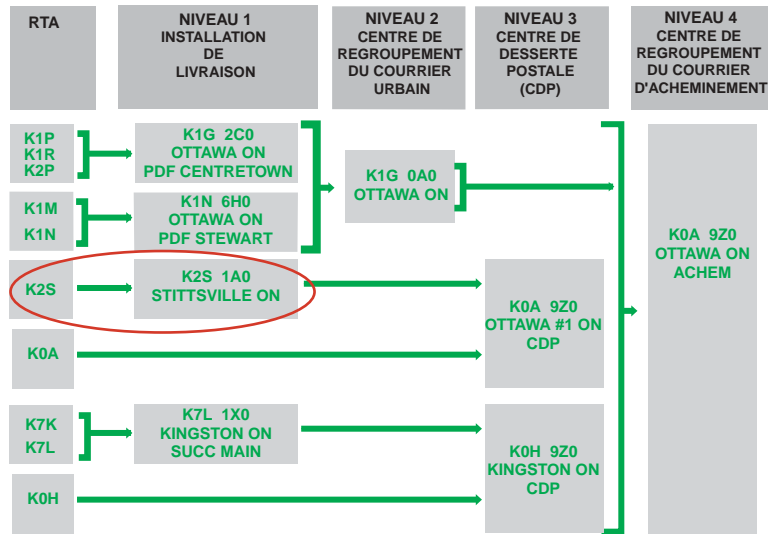 RTA
NIVEAU 1
INSTALLATION
DE
LIVRAISON
NIVEAU 2
CENTRE DE
REGROUPEMENT
DU COURRIER
URBAIN
NIVEAU 3
CENTRE DE
DESSERTE
POSTALE
(CDP)
NIVEAU 4
CENTRE DE
REGROUPEMENT
DU COURRIER
D'ACHEMINEMENT
K1P
K1R
K2P
K1G 2C0
OTTAWA ON
PDF CENTRETOWN
K1M
K1N
K1N 6H0
OTTAWA ON
PDF STEWART
K1G 0A0
OTTAWA ON
K2S
K2S 1A0
STITTSVILLE ON
K0A
K0A 9Z0
OTTAWA #1 ON
CDP
K7K
K7L
K7L 1X0
KINGSTON ON
SUCC MAIN
K0H
K0H 9Z0
KINGSTON ON
CDP
K0A 9Z0
OTTAWA ON
ACHEM